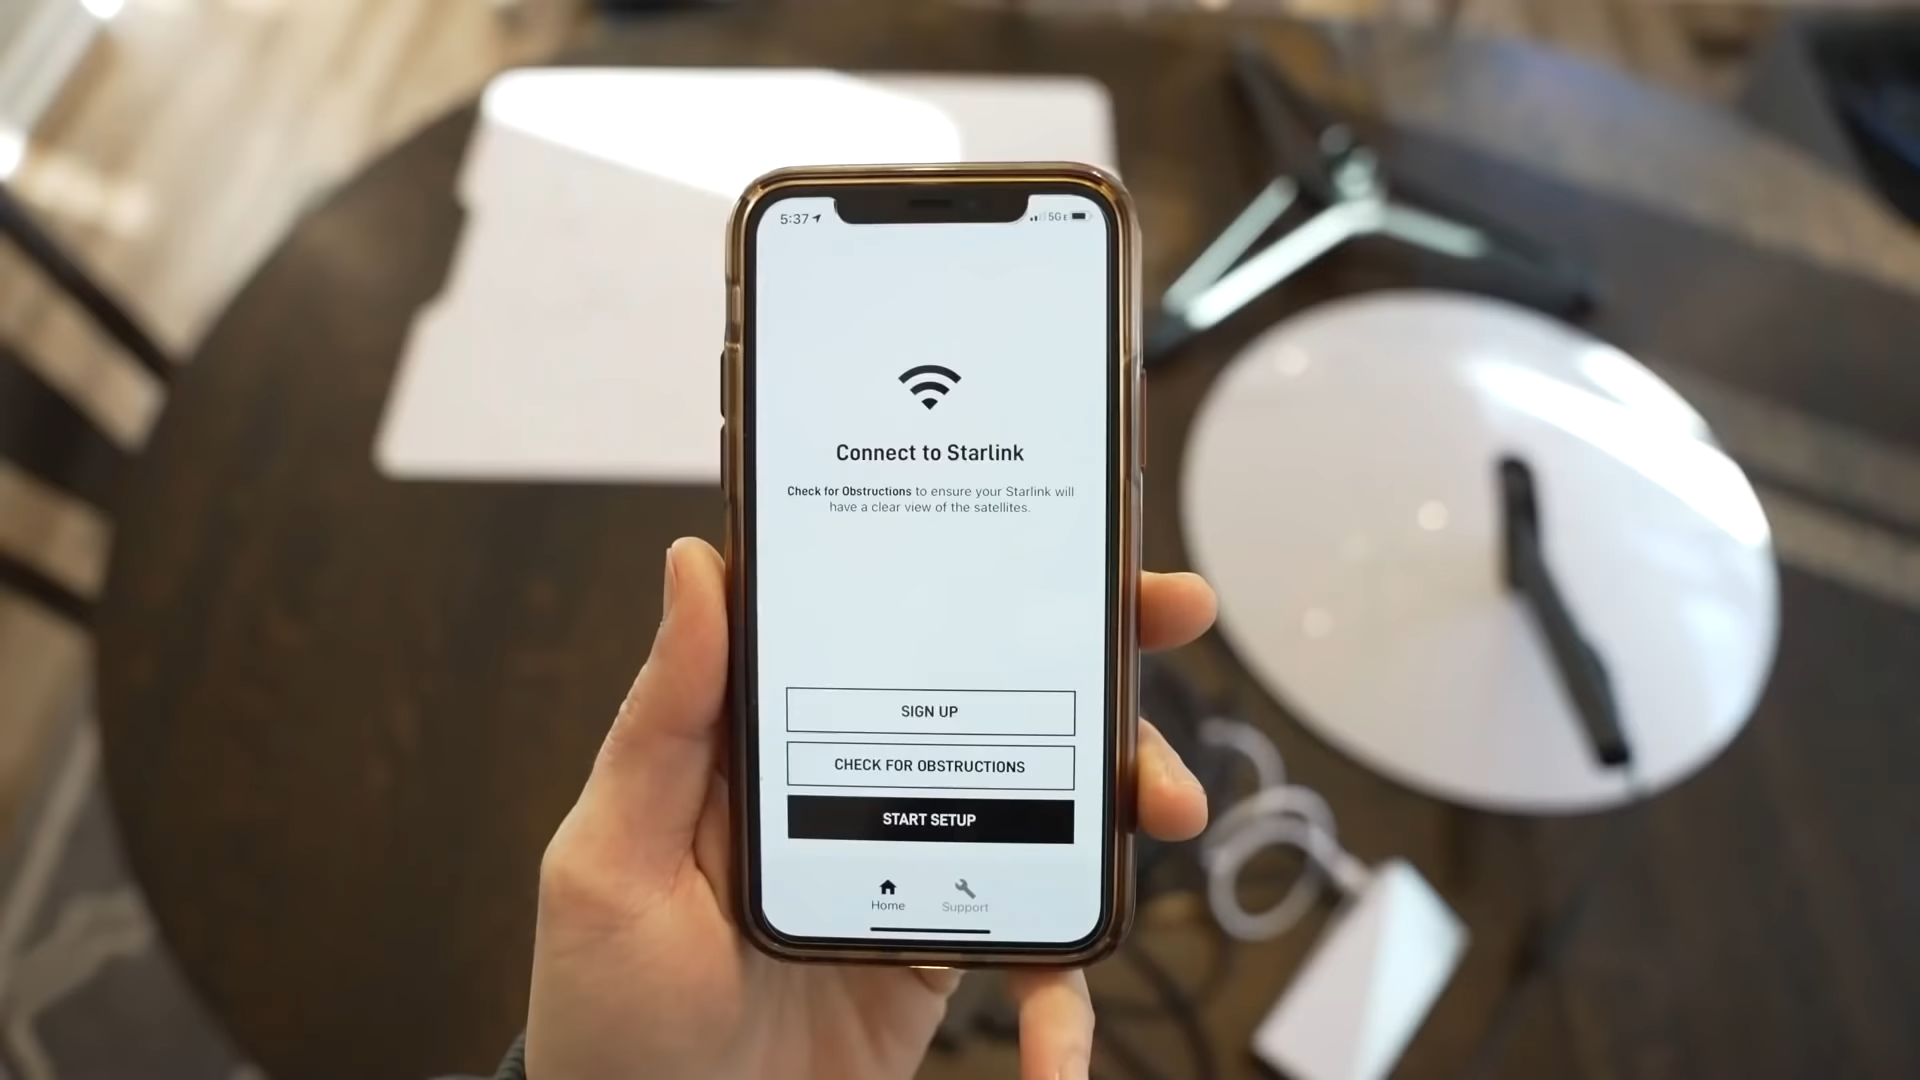 5:37
5GE
Connect to Starlink
Check for Obstructions to ensure your Starlink will
have a clear view of the satellites.
SIGN UP
CHECK FOR OBSTRUCTIONS
START SETUP
Home
Support